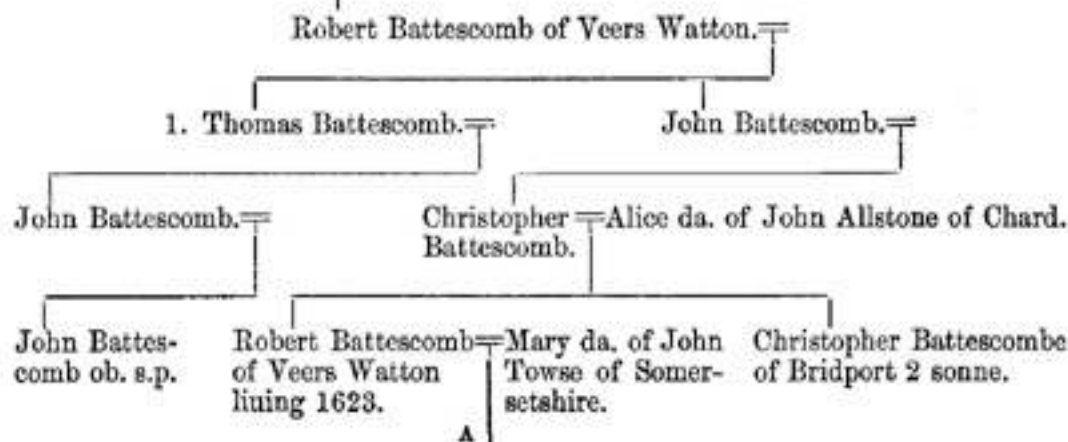 Robert Battescomb of Veers Watton.
1. Thomas Battescomb.
John Battescomb.
John Battescomb.
Christopher
Battescomb.
Alice da. of John Allstone of Chard.
John Battes-
comb ob. s.p.
Robert Battescomb
of Veers Watton
liuing 1623.
Mary da. of John
Towse of Somer-
setshire.
Christopher Battescombe
of Bridport 2 sonne.
A